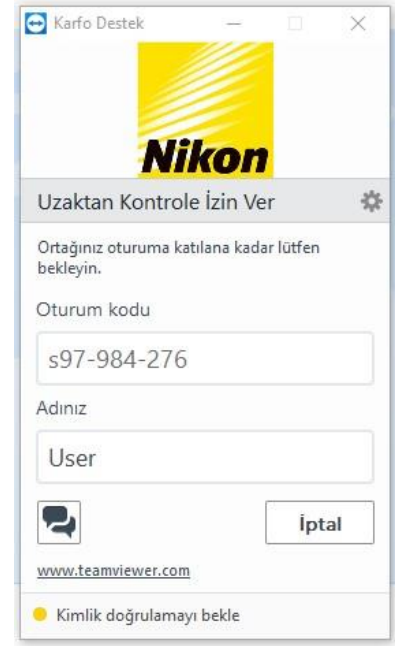 Karfo Destek
Nikon
Uzaktan Kontrole İzin Ver
Ortağınız oturuma katılana kadar lütfen
bekleyin.
Oturum kodu
s97-984-276
Adınız
User
İptal
www.teamviewer.com
Kimlik doğrulamayı bekle